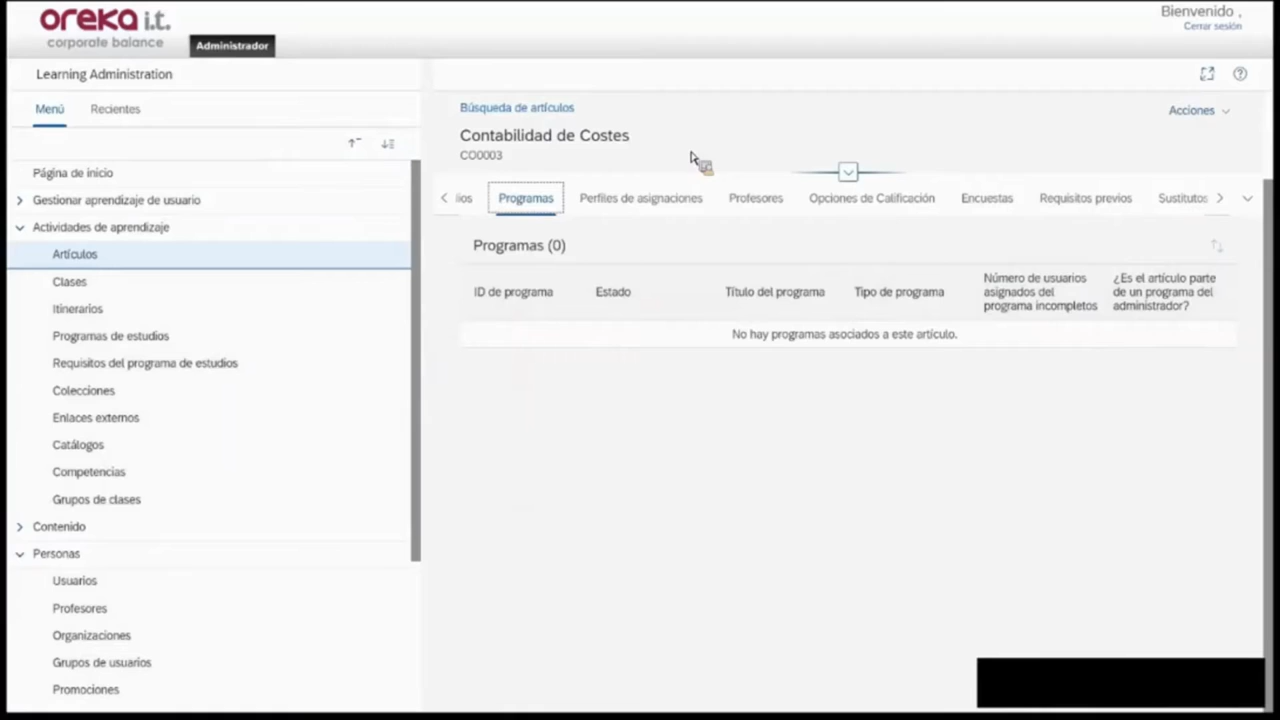 oreka i.t.
corporate balance
Administrador
Bienvenido ,
Cerrar sesión
Learning Administration
Menú
Recientes
Página de inicio
Gestionar aprendizaje de usuario
Actividades de aprendizaje
Artículos
Clases
Itinerarios
Programas de estudios
Requisitos del programa de estudios
Colecciones
Enlaces externos
Catálogos
Competencias
Grupos de clases
Contenido
Personas
Usuarios
Profesores
Organizaciones
Grupos de usuarios
Promociones
Búsqueda de artículos
Acciones
Contabilidad de Costes
CO0003
ios
Programas
Perfiles de asignaciones
Profesores
Opciones de Calificación
Encuestas
Requisitos previos
Sustitutos
Programas (0)
ID de programa
Estado
Título del programa
Tipo de programa
Número de usuarios
asignados del
programa incompletos
¿Es el artículo parte
de un programa del
administrador?
No hay programas asociados a este artículo.